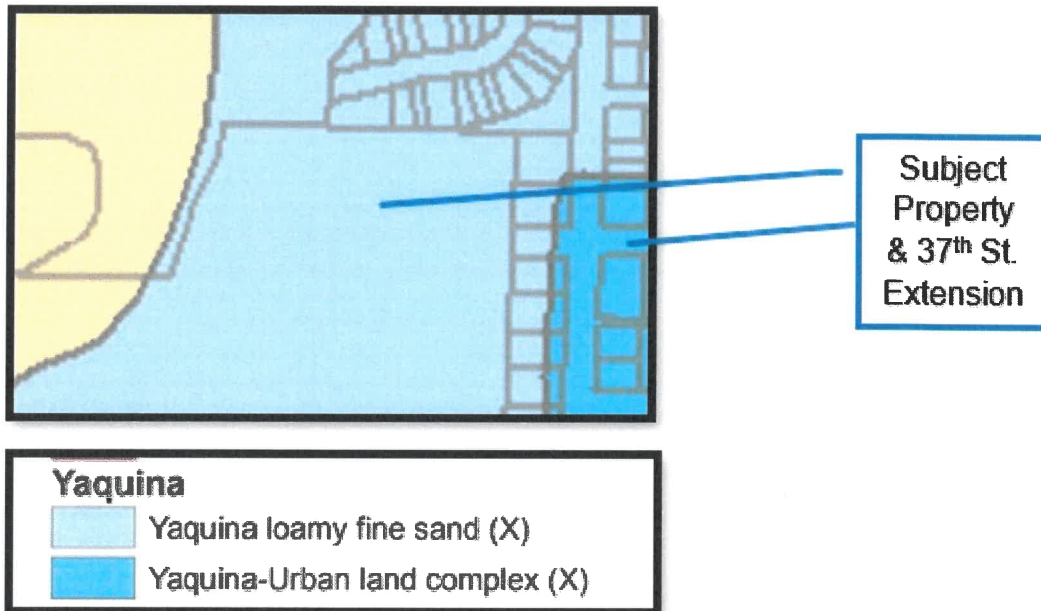 Subject
Property
& 37th St.
Extension
Yaquina
Yaquina loamy fine sand (X)
Yaquina-Urban land complex (X)